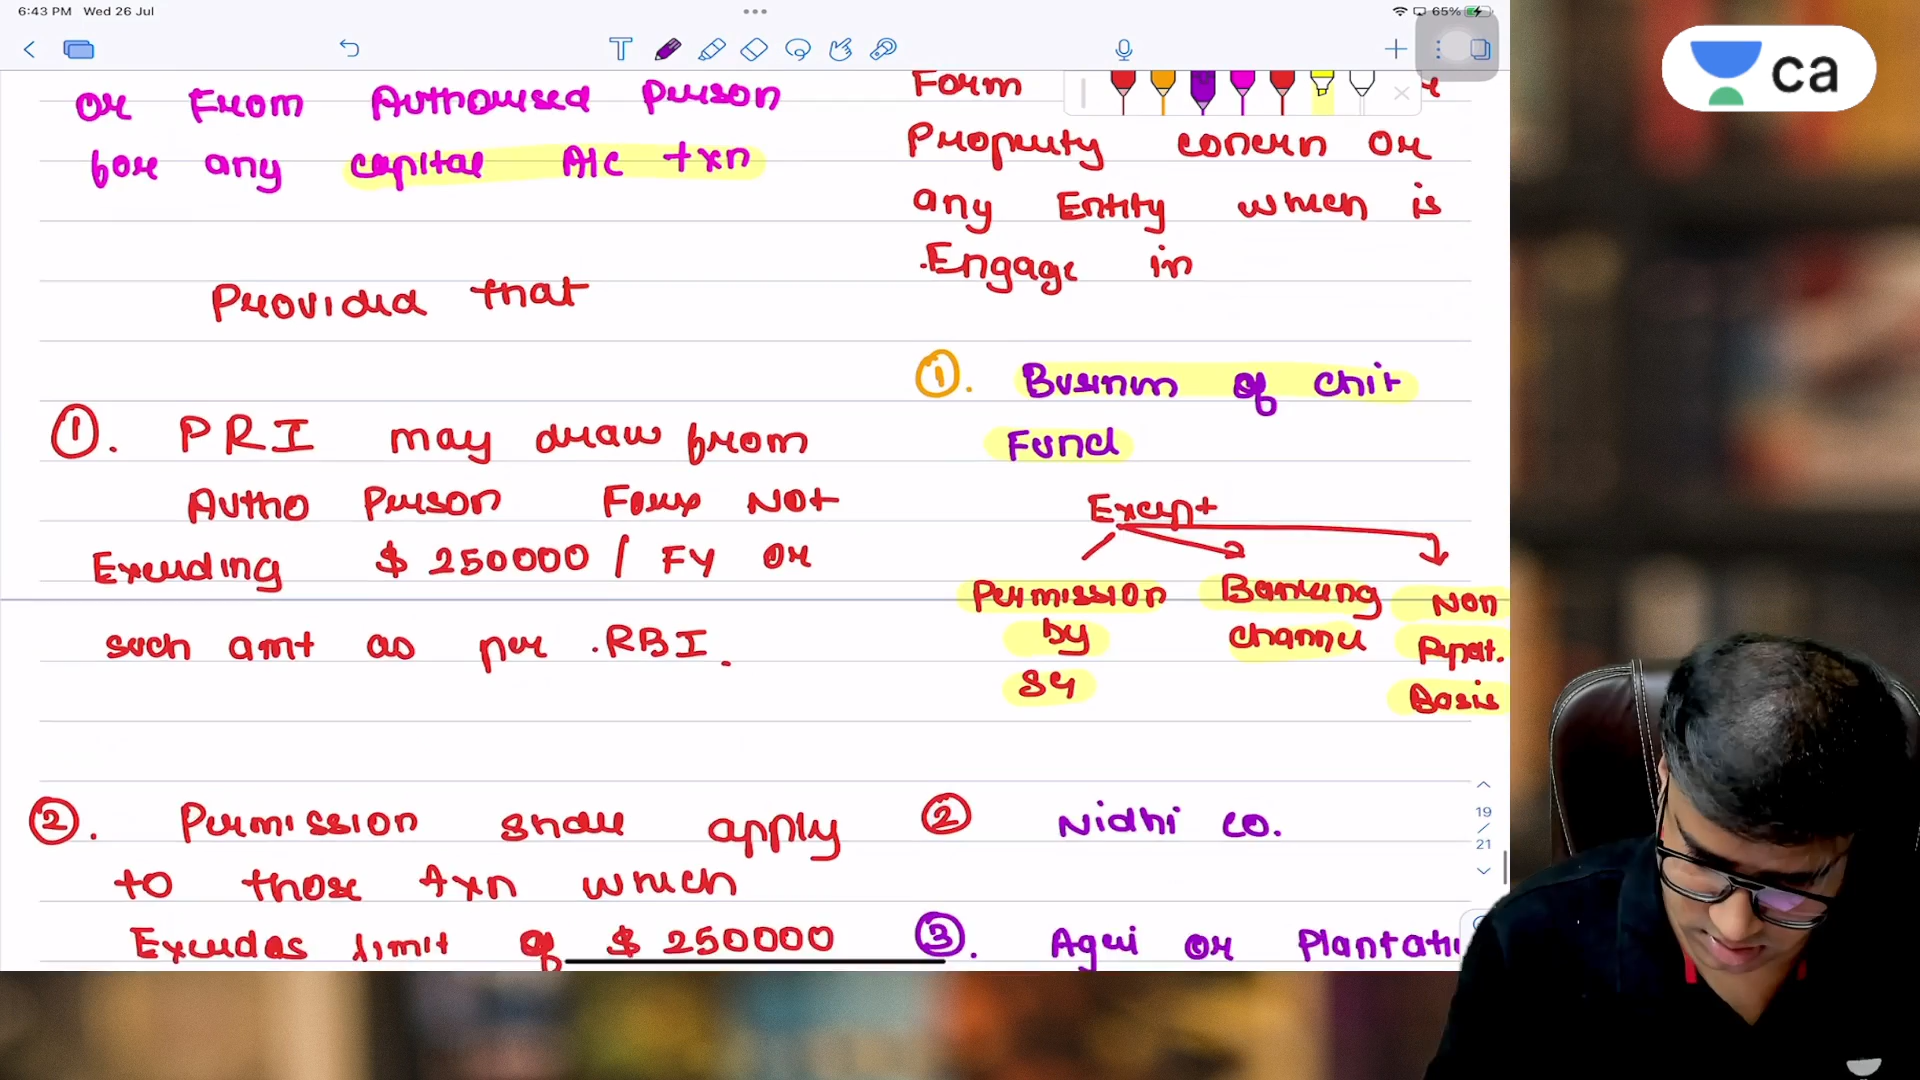 6:43 PM Wed 26 Jul
65%
ca
or From Authorised Person
for any capital A/c txn
Provided that
①. PRI may draw from
Autho Person Forex Not
Exceeding $ 250000 / FY or
such amt as per RBI.
②. Permission shall apply
to those txn which
Exceeds limit of $ 250000
Form
Property concern or
any Entity which is
Engage in
①. Business of chit
Fund
Except
Permission by
Banking channel
Non Repat. Basis
② Nidhi co.
③. Agri or Plantati
19
/
21